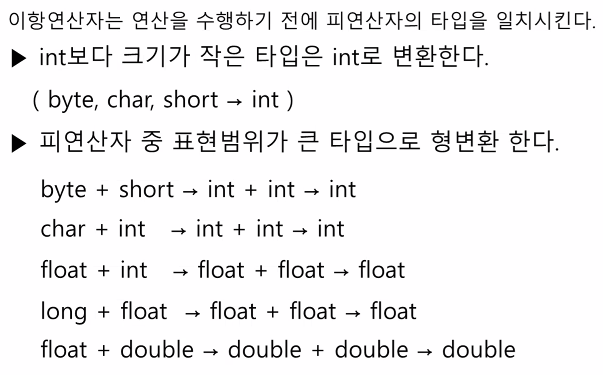 이항연산자는 연산을 수행하기 전에 피연산자의 타입을 일치시킨다.
▶ int보다 크기가 작은 타입은 int로 변환한다.
( byte, char, short → int )
▶ 피연산자 중 표현범위가 큰 타입으로 형변환 한다.
byte + short → int + int → int
char + int → int + int → int
float + int → float + float → float
long + float → float + float → float
float + double → double + double → double